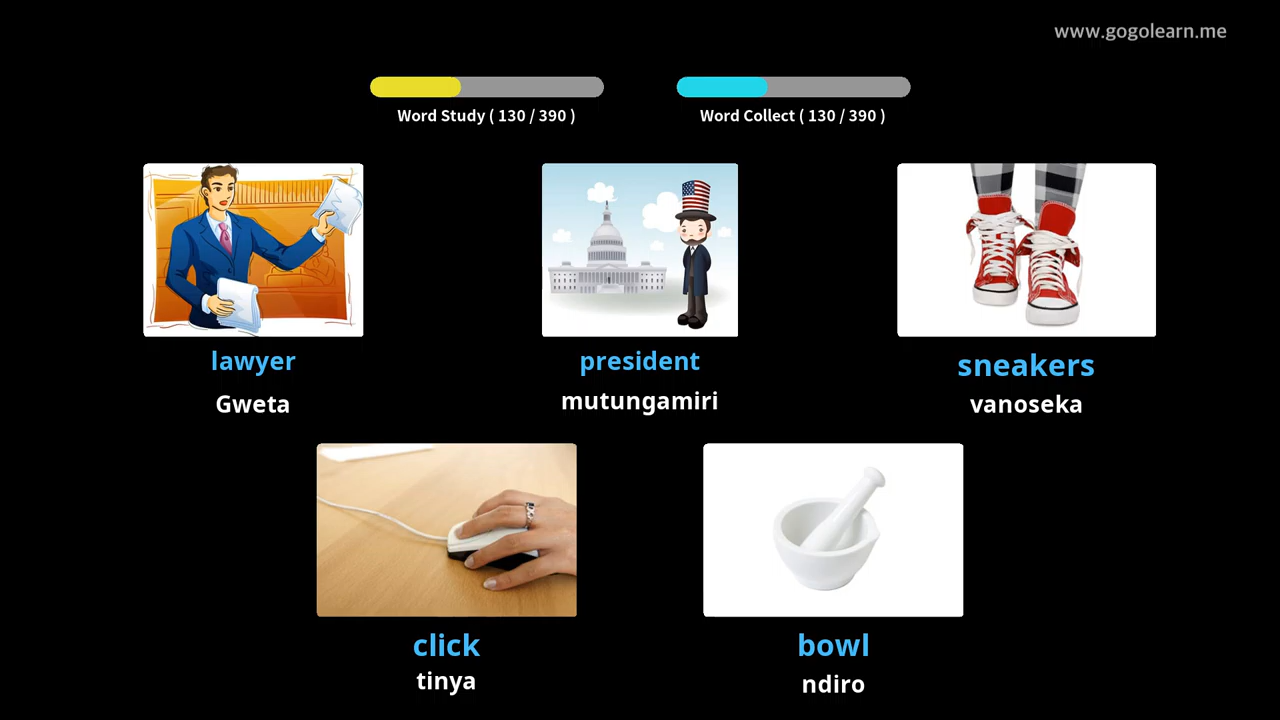 www.gogolearn.me
Word Study ( 130 / 390 )
Word Collect ( 130 / 390 )
lawyer
Gweta
president
mutungamiri
sneakers
vanoseka
click
tinya
bowl
ndiro